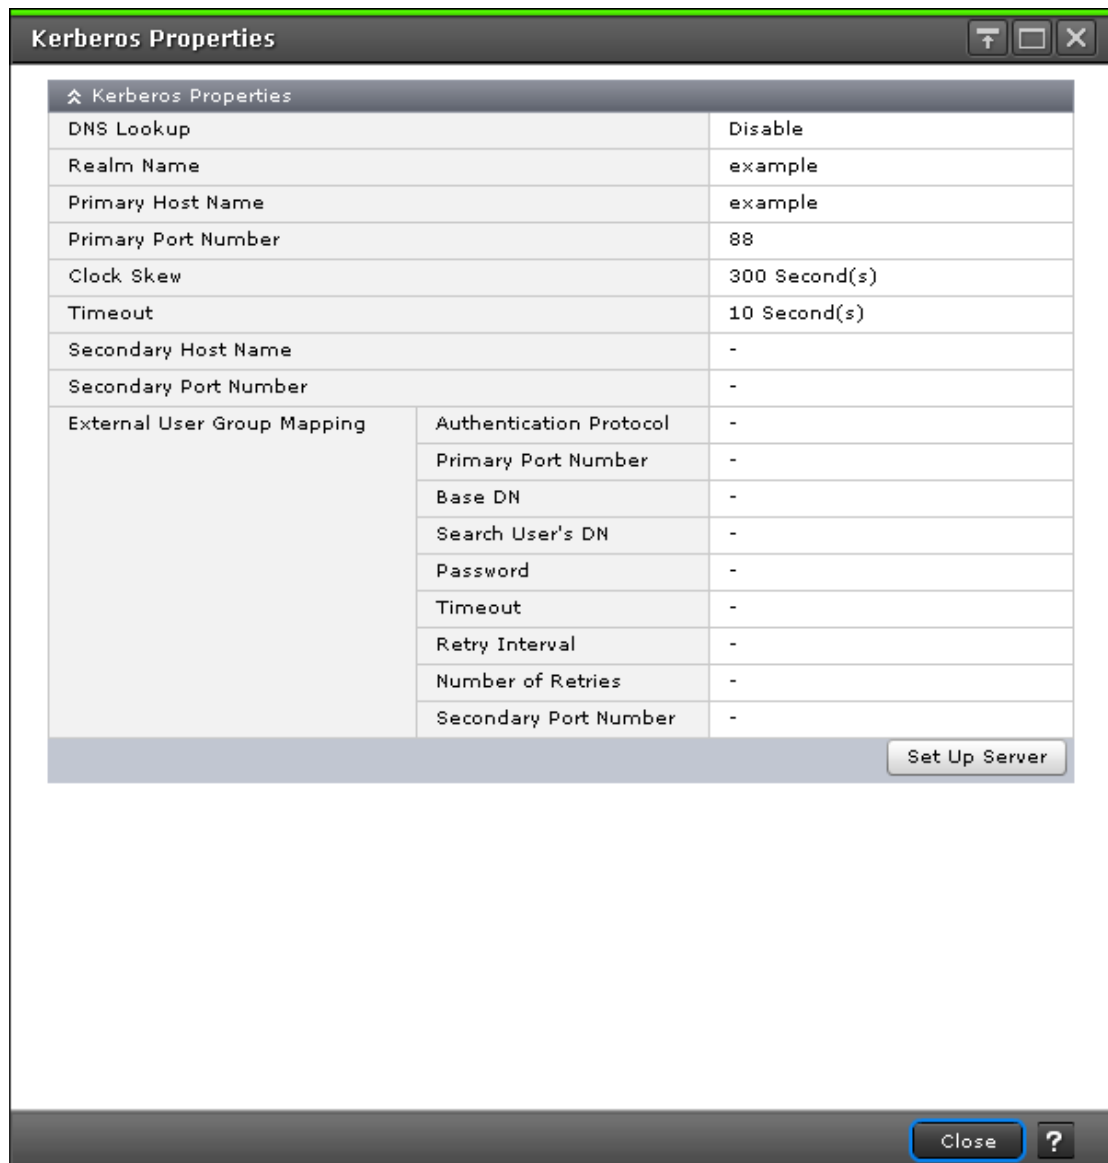 Kerberos Properties
Kerberos Properties
DNS Lookup Disable
Realm Name example
Primary Host Name example
Primary Port Number 88
Clock Skew 300 Second(s)
Timeout 10 Second(s)
Secondary Host Name -
Secondary Port Number -
External User Group Mapping Authentication Protocol -
Primary Port Number -
Base DN -
Search User's DN -
Password -
Timeout -
Retry Interval -
Number of Retries -
Secondary Port Number -
Set Up Server
Close ?